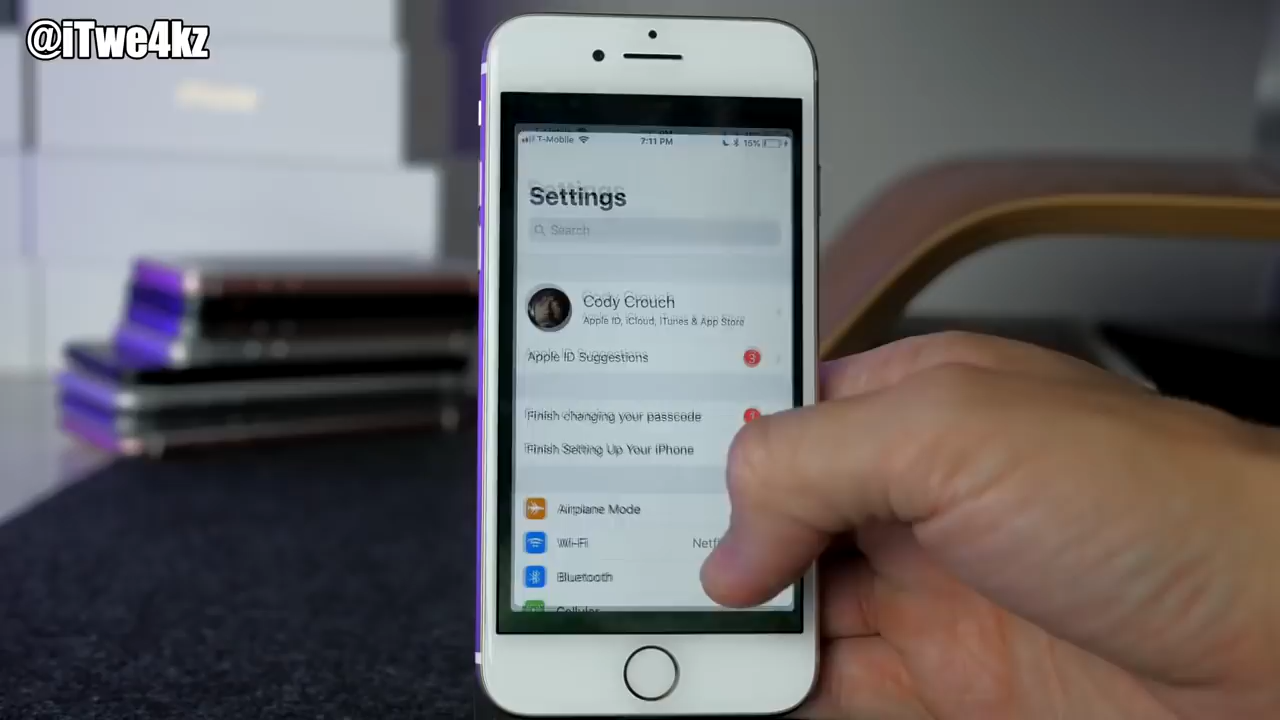 @iTwe4kz
T-Mobile 7:11 PM 15%
Settings
Search
Cody Crouch
Apple ID, iCloud, iTunes & App Store
Apple ID Suggestions 3
Finish changing your passcode 1
Finish Setting Up Your iPhone
Airplane Mode
Wi-Fi
Bluetooth
Cellular